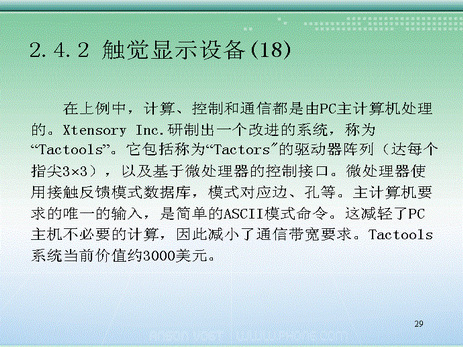 2.4.2 触觉显示设备(18)
在上例中，计算、控制和通信都是由PC主计算机处理
的。Xtensory Inc.研制出一个改进的系统，称为
“Tactools”。它包括称为“Tactors"的驱动器阵列（达每个
指尖3×3），以及基于微处理器的控制接口。微处理器使
用接触反馈模式数据库，模式对应边、孔等。主计算机要
求的唯一的输入，是简单的ASCII模式命令。这减轻了PC
主机不必要的计算，因此减小了通信带宽要求。Tactools
系统当前价值约3000美元。
29